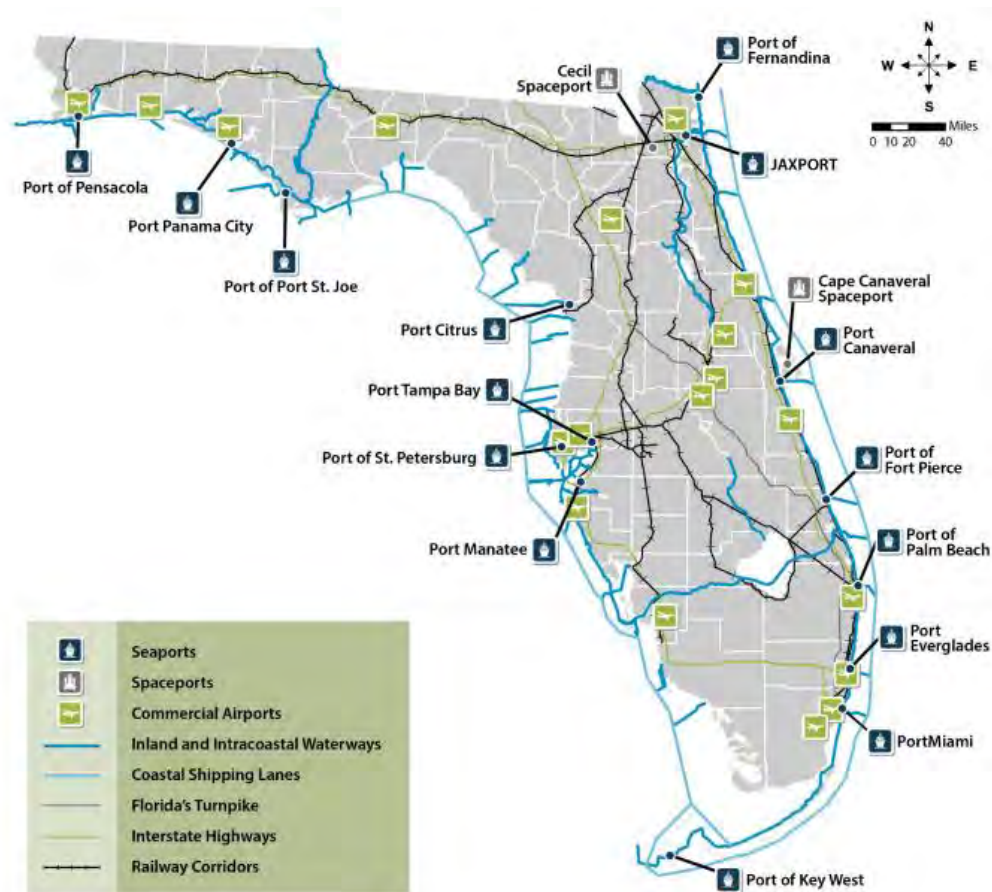 N
W E
S
Miles
0 10 20 40
Port of
Fernandina
Cecil
Spaceport
JAXPORT
Port of Pensacola
Port Panama City
Port of Port St. Joe
Cape Canaveral
Spaceport
Port Citrus
Port
Canaveral
Port Tampa Bay
Port of St. Petersburg
Port of
Fort Pierce
Port Manatee
Port of
Palm Beach
Port
Everglades
PortMiami
Port of Key West
Seaports
Spaceports
Commercial Airports
Inland and Intracoastal Waterways
Coastal Shipping Lanes
Florida's Turnpike
Interstate Highways
Railway Corridors